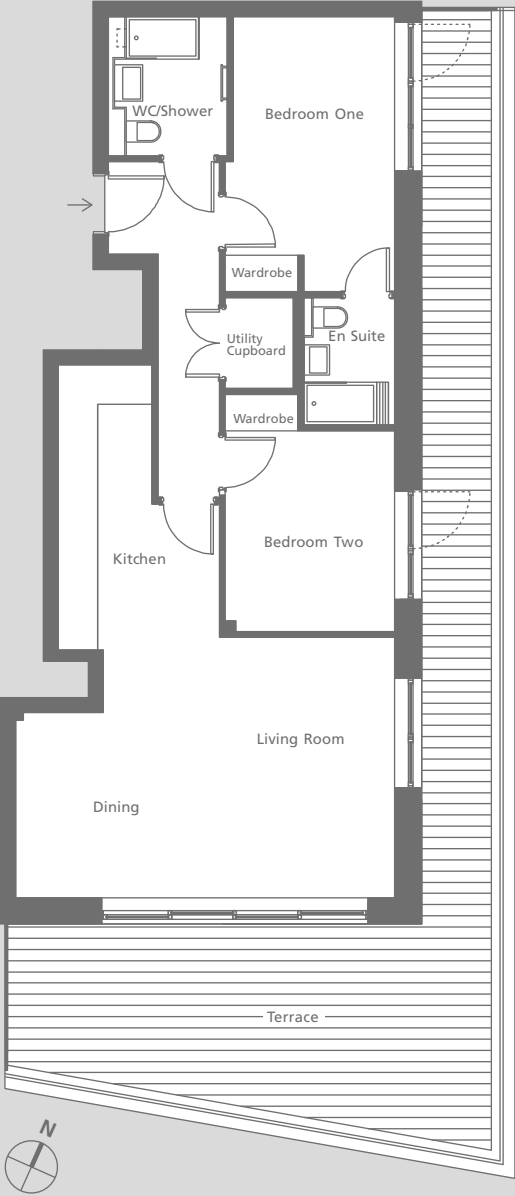 WC/Shower
Bedroom One
Wardrobe
Utility
Cupboard
En Suite
Wardrobe
Bedroom Two
Kitchen
Living Room
Dining
Terrace
N